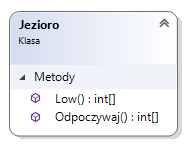 Jezioro
Klasa
Metody
Low() : int[]
Odpoczywaj() : int[]